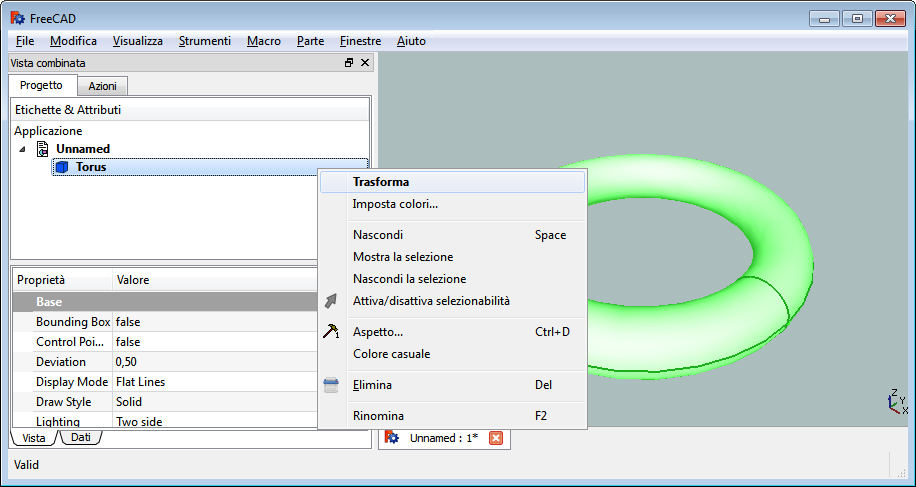 FreeCAD
File Modifica Visualizza Strumenti Macro Parte Finestre Aiuto
Vista combinata
Progetto Azioni
Etichette & Attributi
Applicazione
Unnamed
Torus
Trasforma
Imposta colori...
Nascondi Space
Mostra la selezione
Nascondi la selezione
Attiva/disattiva selezionabilità
Aspetto... Ctrl+D
Colore casuale
Elimina Del
Rinomina F2
Proprietà Valore
Base
Bounding Box false
Control Poi... false
Deviation 0,50
Display Mode Flat Lines
Draw Style Solid
Lighting Two side
Vista Dati
Z
Y
X
Unnamed : 1*
Valid